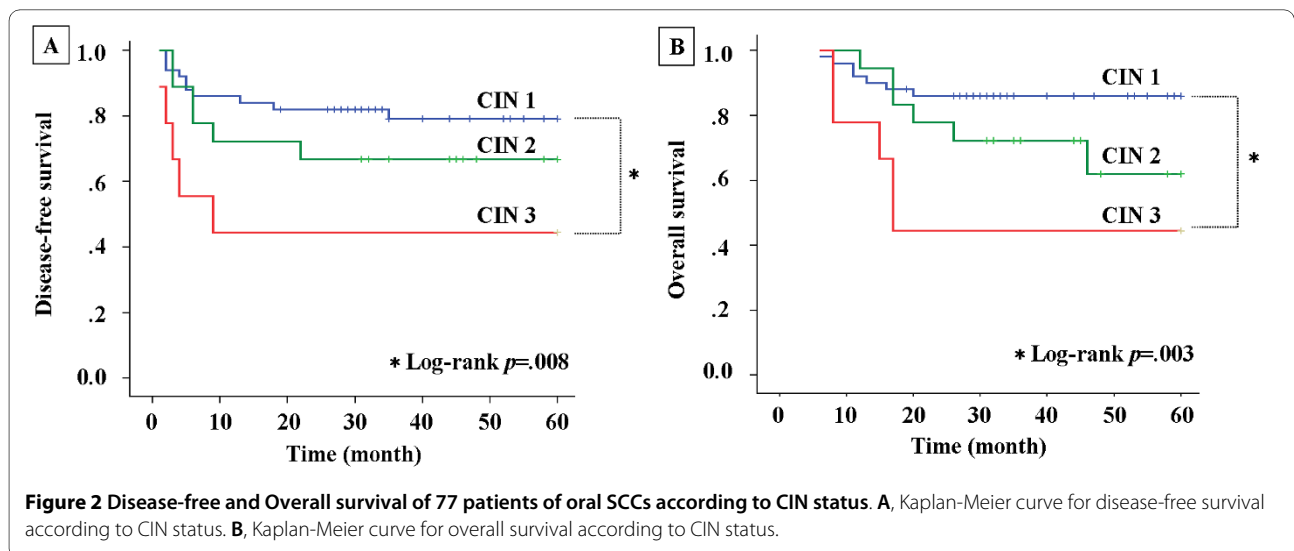 A
1.0
.8
.6
.4
.2
0.0
Disease-free survival
CIN 1
CIN 2
CIN 3
*
* Log-rank p=.008
0 10 20 30 40 50 60
Time (month)
B
1.0
.8
.6
.4
.2
0.0
Overall survival
CIN 1
CIN 2
CIN 3
*
* Log-rank p=.003
0 10 20 30 40 50 60
Time (month)
Figure 2 Disease-free and Overall survival of 77 patients of oral SCCs according to CIN status. A, Kaplan-Meier curve for disease-free survival
according to CIN status. B, Kaplan-Meier curve for overall survival according to CIN status.